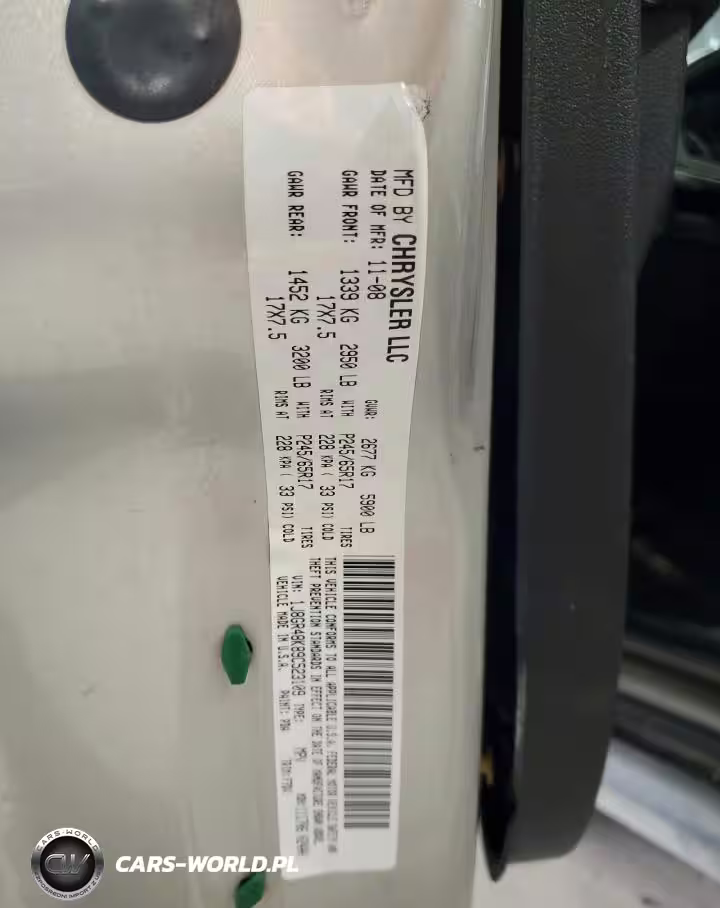 MFD BY CHRYSLER LLC
DATE OF MFR: 11-08
GVWR: 2677 KG 5900 LB
GAWR FRONT: 1339 KG 2950 LB WITH P245/65R17 TIRES
17X7.5 RIMS AT 228 KPA ( 33 PSI) COLD
GAWR REAR: 1452 KG 3200 LB WITH P245/65R17 TIRES
17X7.5 RIMS AT 228 KPA ( 33 PSI) COLD
THIS VEHICLE CONFORMS TO ALL APPLICABLE U.S.A. FEDERAL MOTOR VEHICLE SAFETY AND
THEFT PREVENTION STANDARDS IN EFFECT ON THE DATE OF MANUFACTURE SHOWN ABOVE.
VIN: 1J8GR48K89C523109 TYPE: MPV
VEHICLE MADE IN U.S.A. PAINT: TRIM:
CW
CARS-WORLD.PL